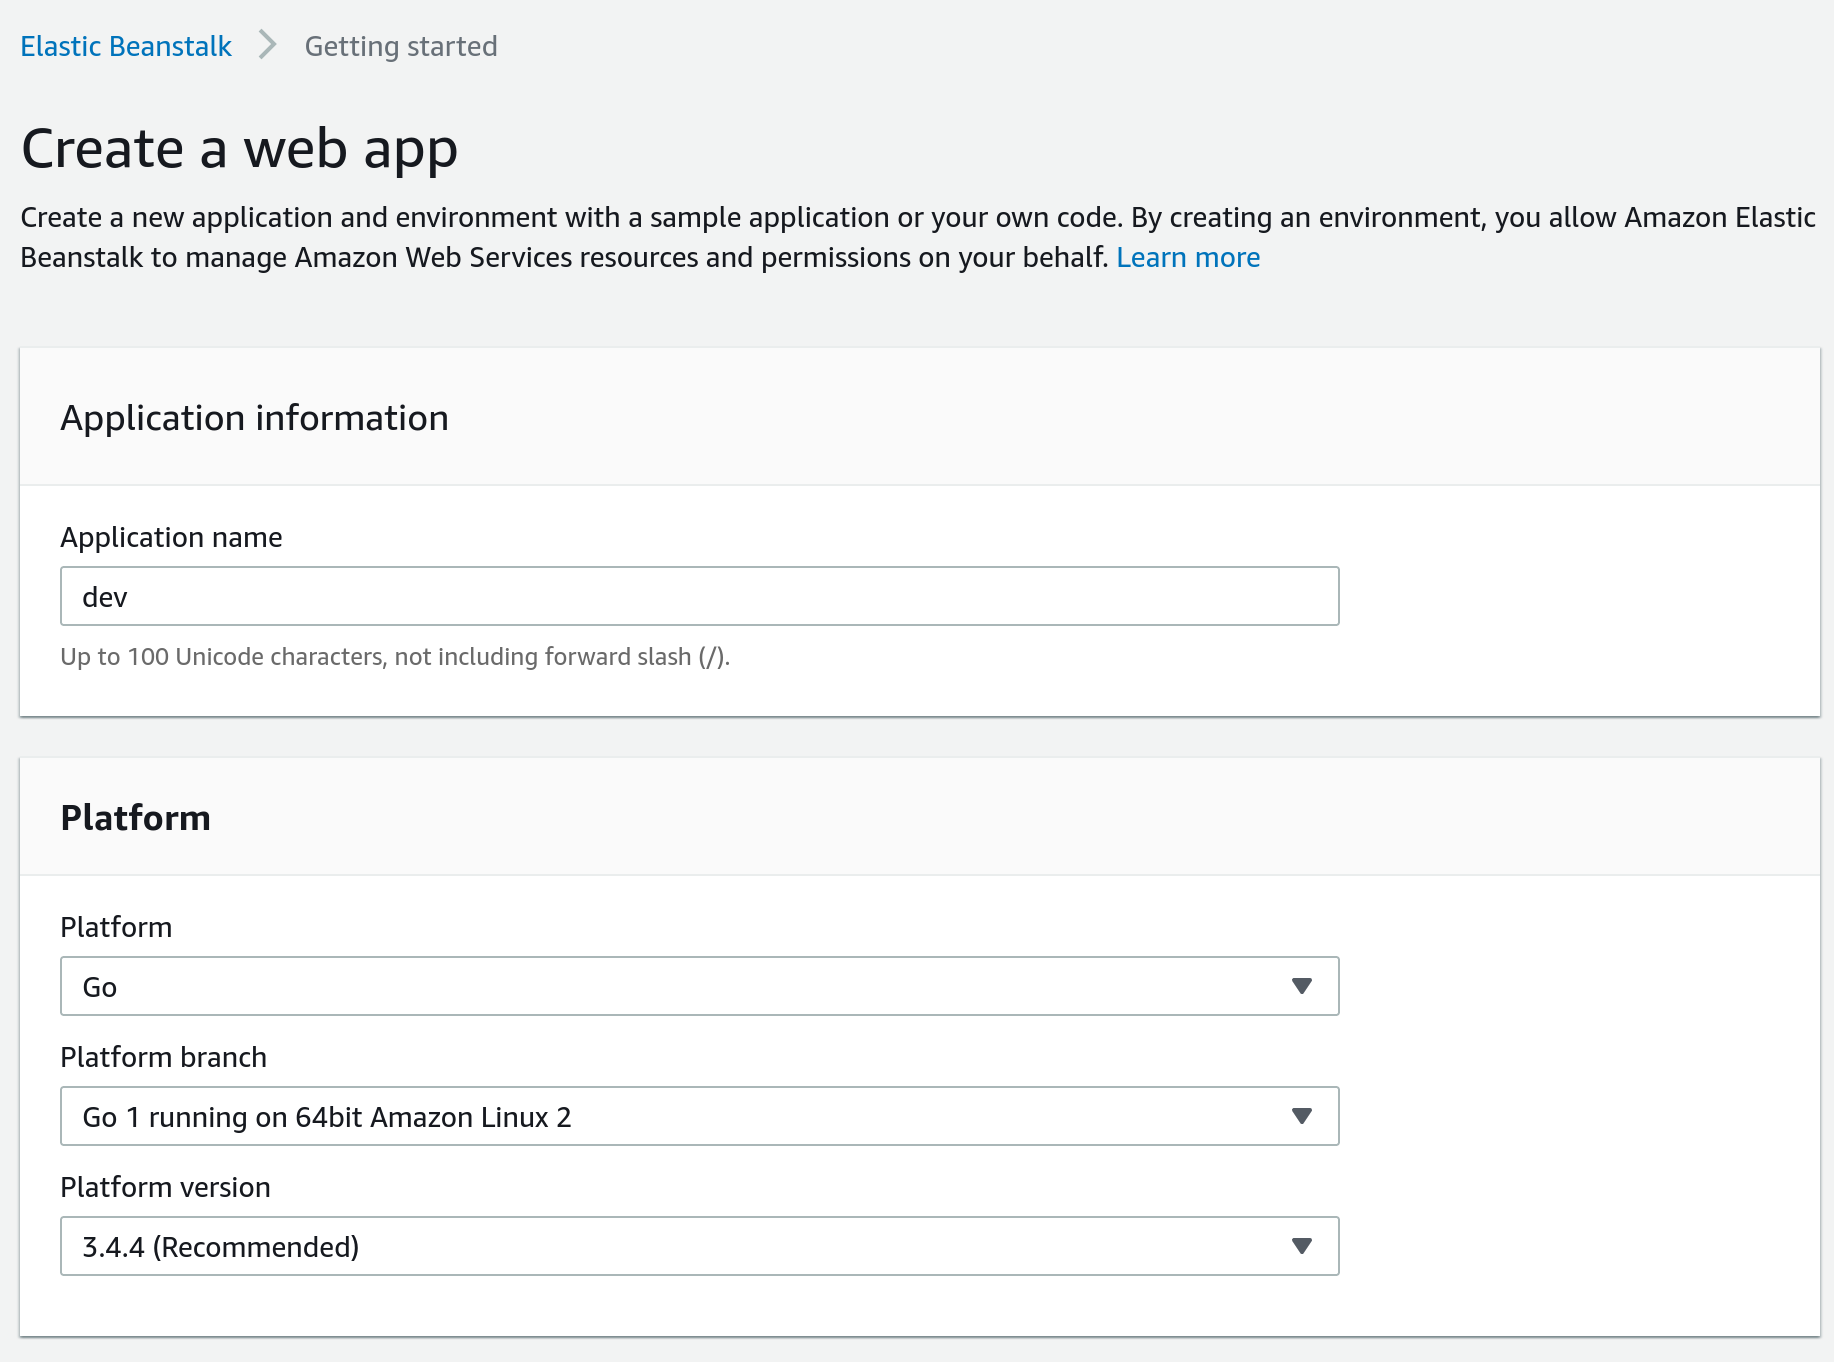 Elastic Beanstalk
Getting started
Create a web app
Create a new application and environment with a sample application or your own code. By creating an environment, you allow Amazon Elastic
Beanstalk to manage Amazon Web Services resources and permissions on your behalf. Learn more
Application information
Application name
dev
Up to 100 Unicode characters, not including forward slash (/).
Platform
Platform
Go
Platform branch
Go 1 running on 64bit Amazon Linux 2
Platform version
3.4.4 (Recommended)